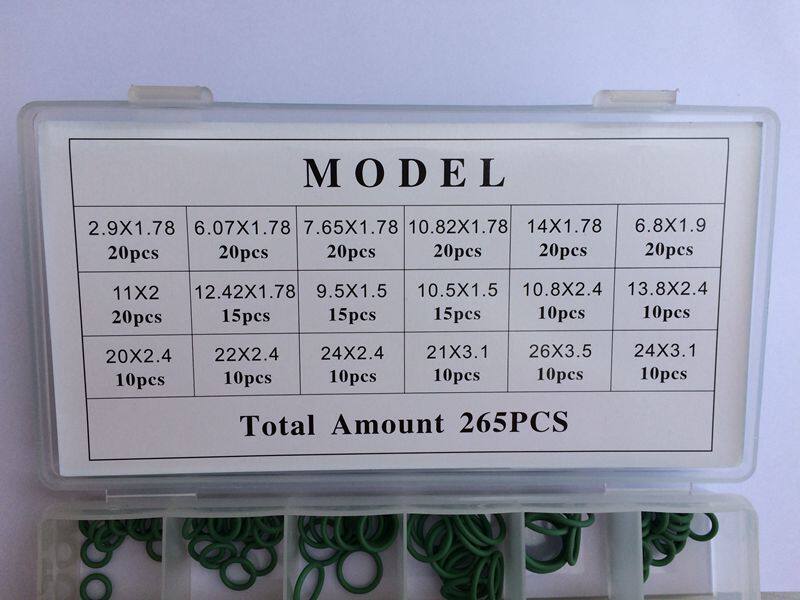 MODEL
2.9X1.78 6.07X1.78 7.65X1.78 10.82X1.78 14X1.78 6.8X1.9
20pcs 20pcs 20pcs 20pcs 20pcs 20pcs
11X2 12.42X1.78 9.5X1.5 10.5X1.5 10.8X2.4 13.8X2.4
20pcs 15pcs 15pcs 15pcs 10pcs 10pcs
20X2.4 22X2.4 24X2.4 21X3.1 26X3.5 24X3.1
10pcs 10pcs 10pcs 10pcs 10pcs 10pcs
Total Amount 265PCS